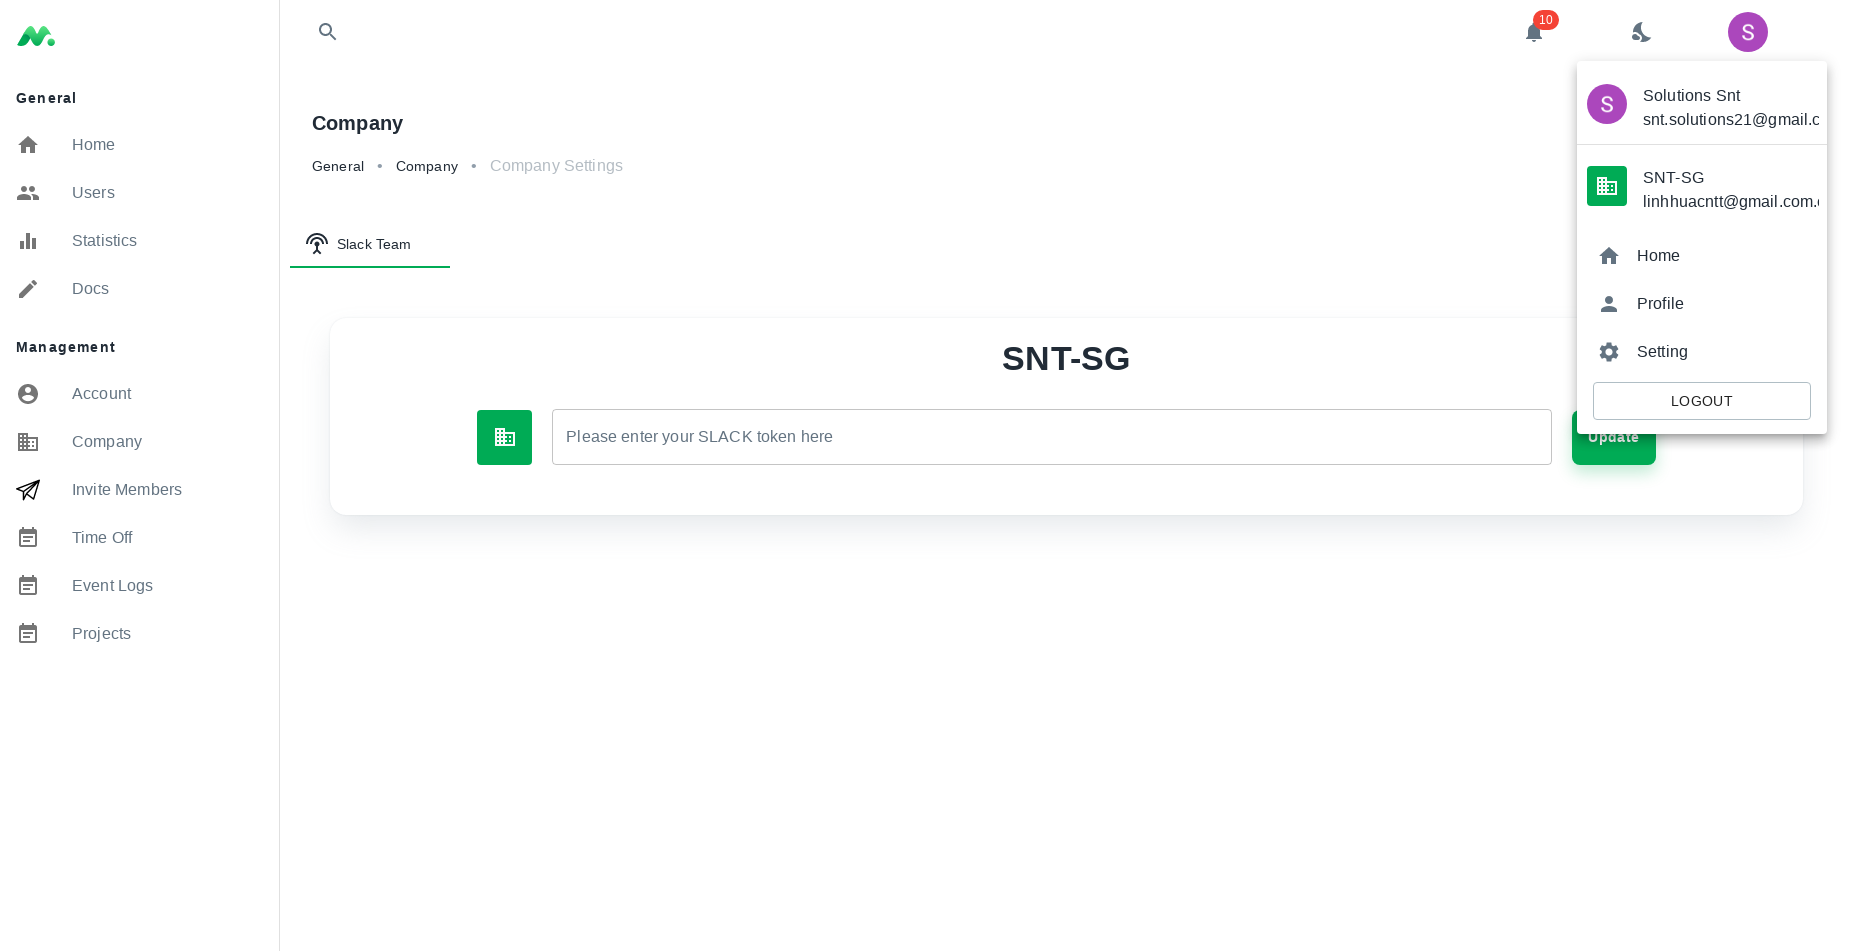 General
Home
Users
Statistics
Docs
Management
Account
Company
Invite Members
Time Off
Event Logs
Projects
10
S
Company
General • Company • Company Settings
Slack Team
SNT-SG
Please enter your SLACK token here
Update
S
Solutions Snt
snt.solutions21@gmail.c
SNT-SG
linhhuacntt@gmail.com.
Home
Profile
Setting
LOGOUT